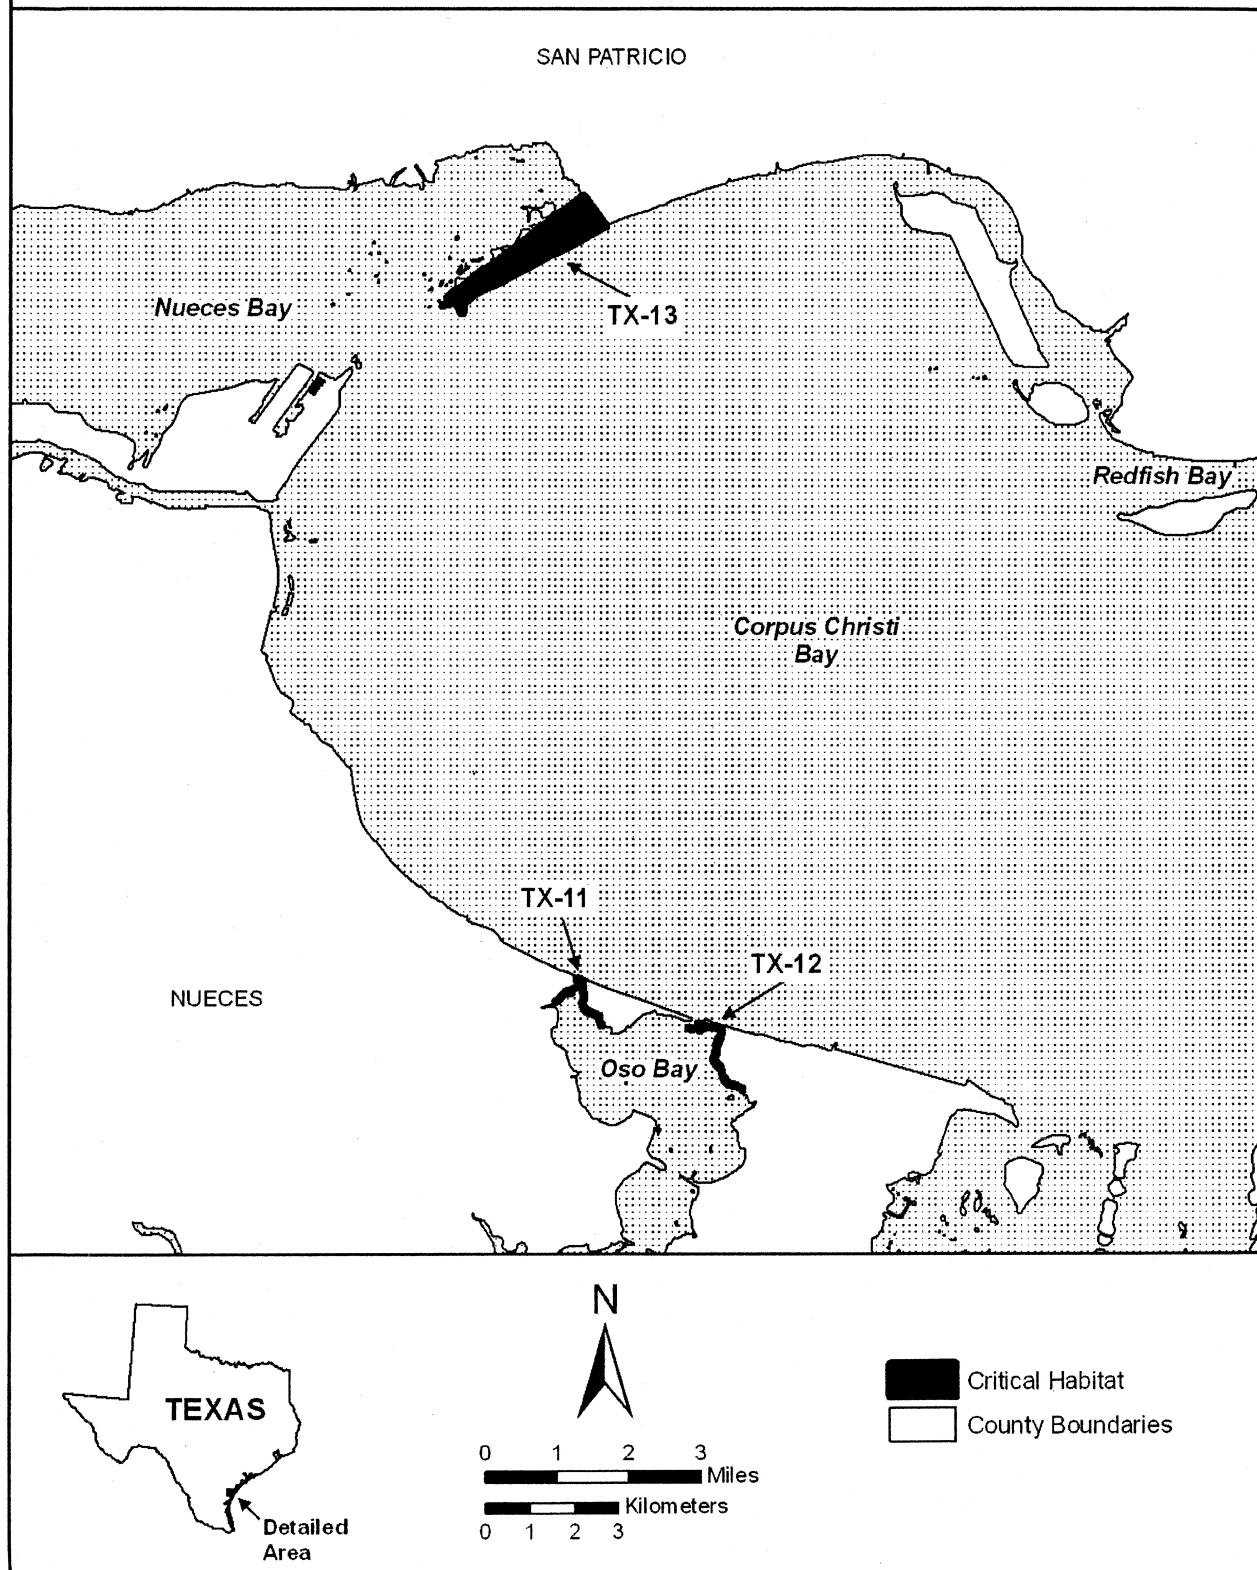 SAN PATRICIO
Nueces Bay
TX-13
Redfish Bay
Corpus Christi
Bay
TX-11
TX-12
NUECES
Oso Bay
N
TEXAS
Critical Habitat
County Boundaries
0 1 2 3
Miles
Kilometers
0 1 2 3
Detailed
Area